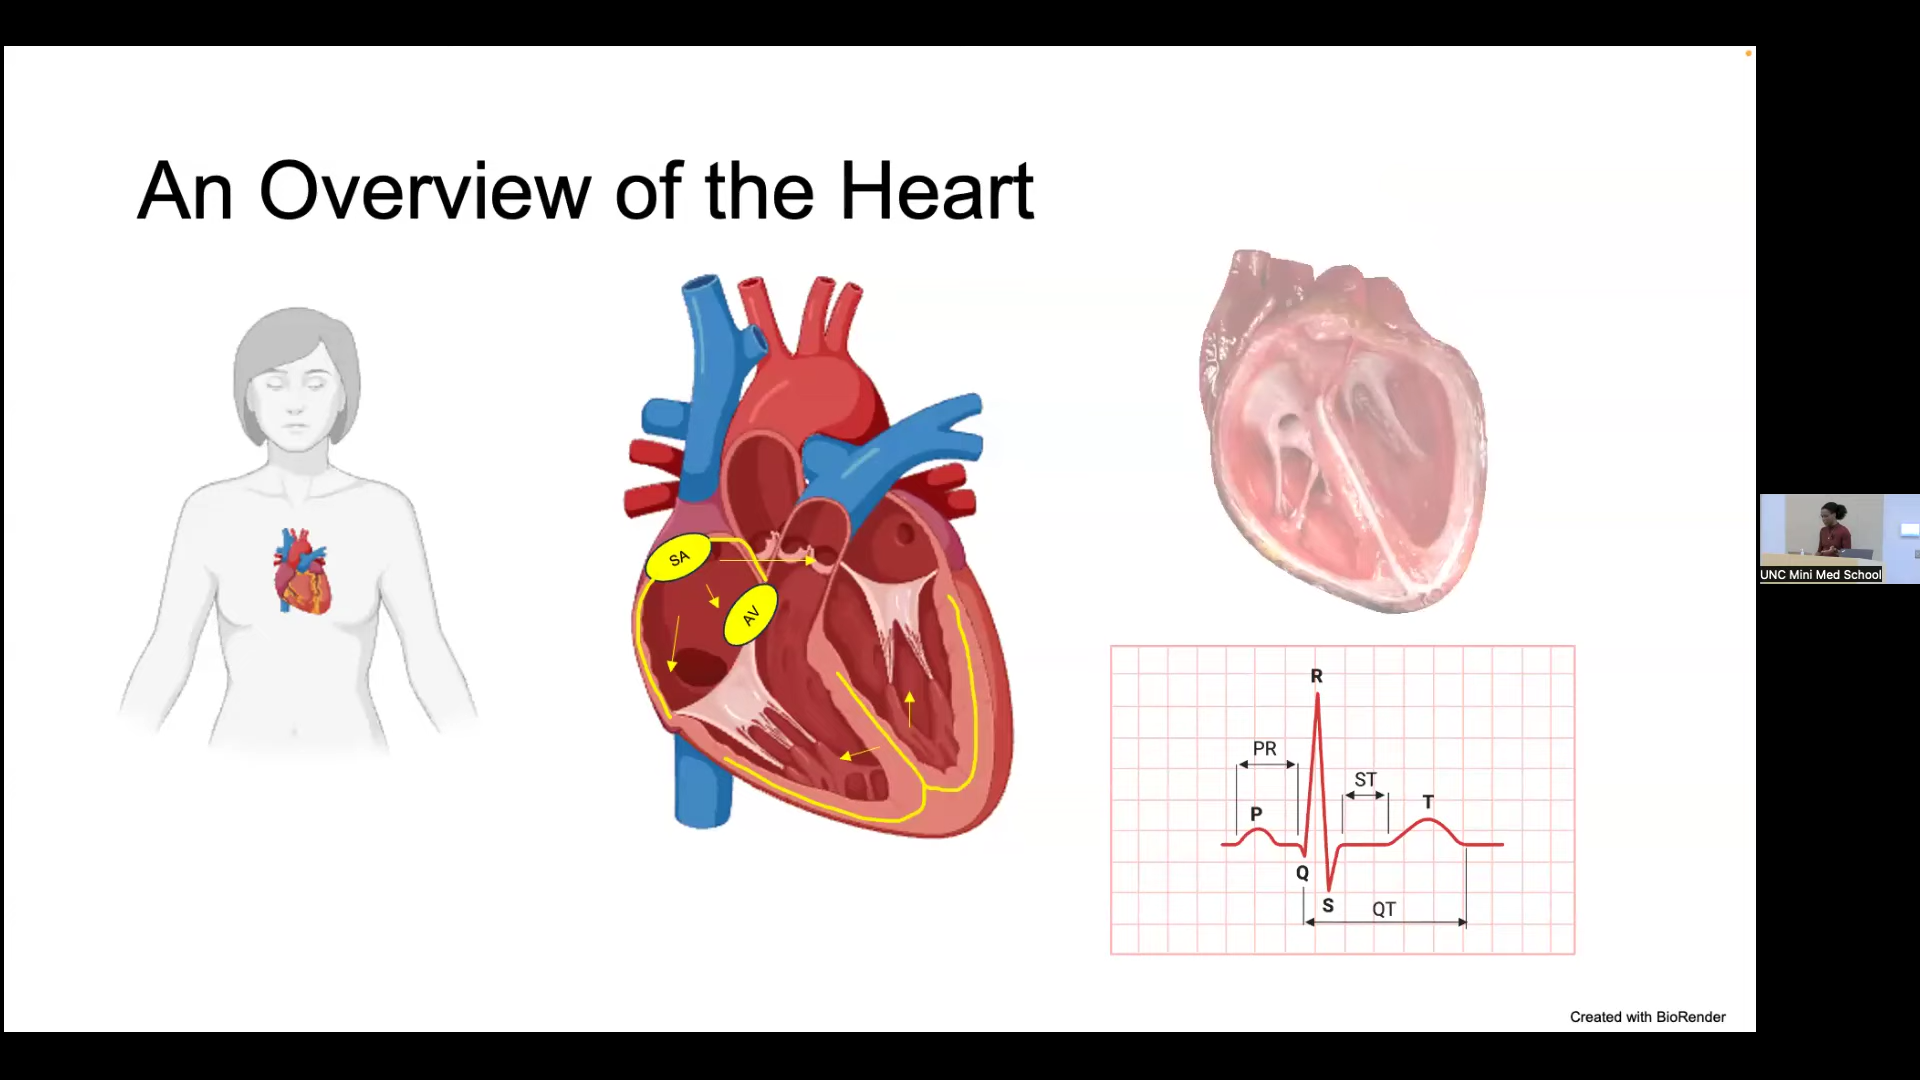 An Overview of the Heart
SA
AV
R
PR
ST
P
T
Q
S
QT
UNC Mini Med School
Created with BioRender